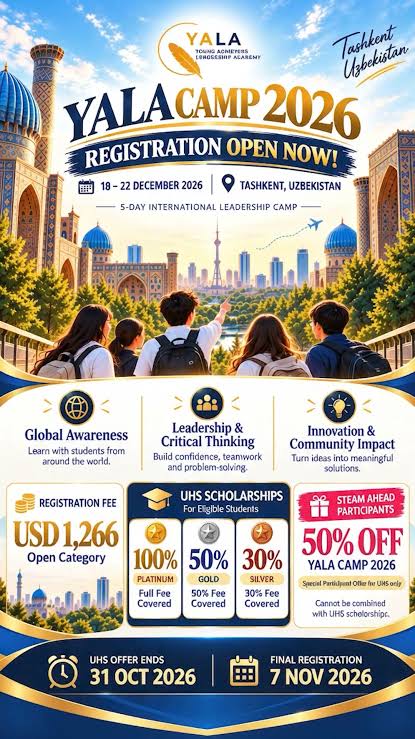 YALA
YOUNG ACHIEVERS
LEADERSHIP ACADEMY
Tashkent
Uzbekistan
YALA CAMP 2026
REGISTRATION OPEN NOW!
18 – 22 DECEMBER 2026 | TASHKENT, UZBEKISTAN
5-DAY INTERNATIONAL LEADERSHIP CAMP
Global Awareness
Learn with students from
around the world.
Leadership &
Critical Thinking
Build confidence, teamwork
and problem-solving.
Innovation &
Community Impact
Turn ideas into meaningful
solutions.
REGISTRATION FEE
USD 1,266
Open Category
UHS SCHOLARSHIPS
For Eligible Students
100%
PLATINUM
Full Fee
Covered
50%
GOLD
50% Fee
Covered
30%
SILVER
30% Fee
Covered
STEAM AHEAD
PARTICIPANTS
50% OFF
YALA CAMP 2026
Special Participant Offer for UHS only
Cannot be combined
with UHS scholarships.
UHS OFFER ENDS
31 OCT 2026
FINAL REGISTRATION
7 NOV 2026